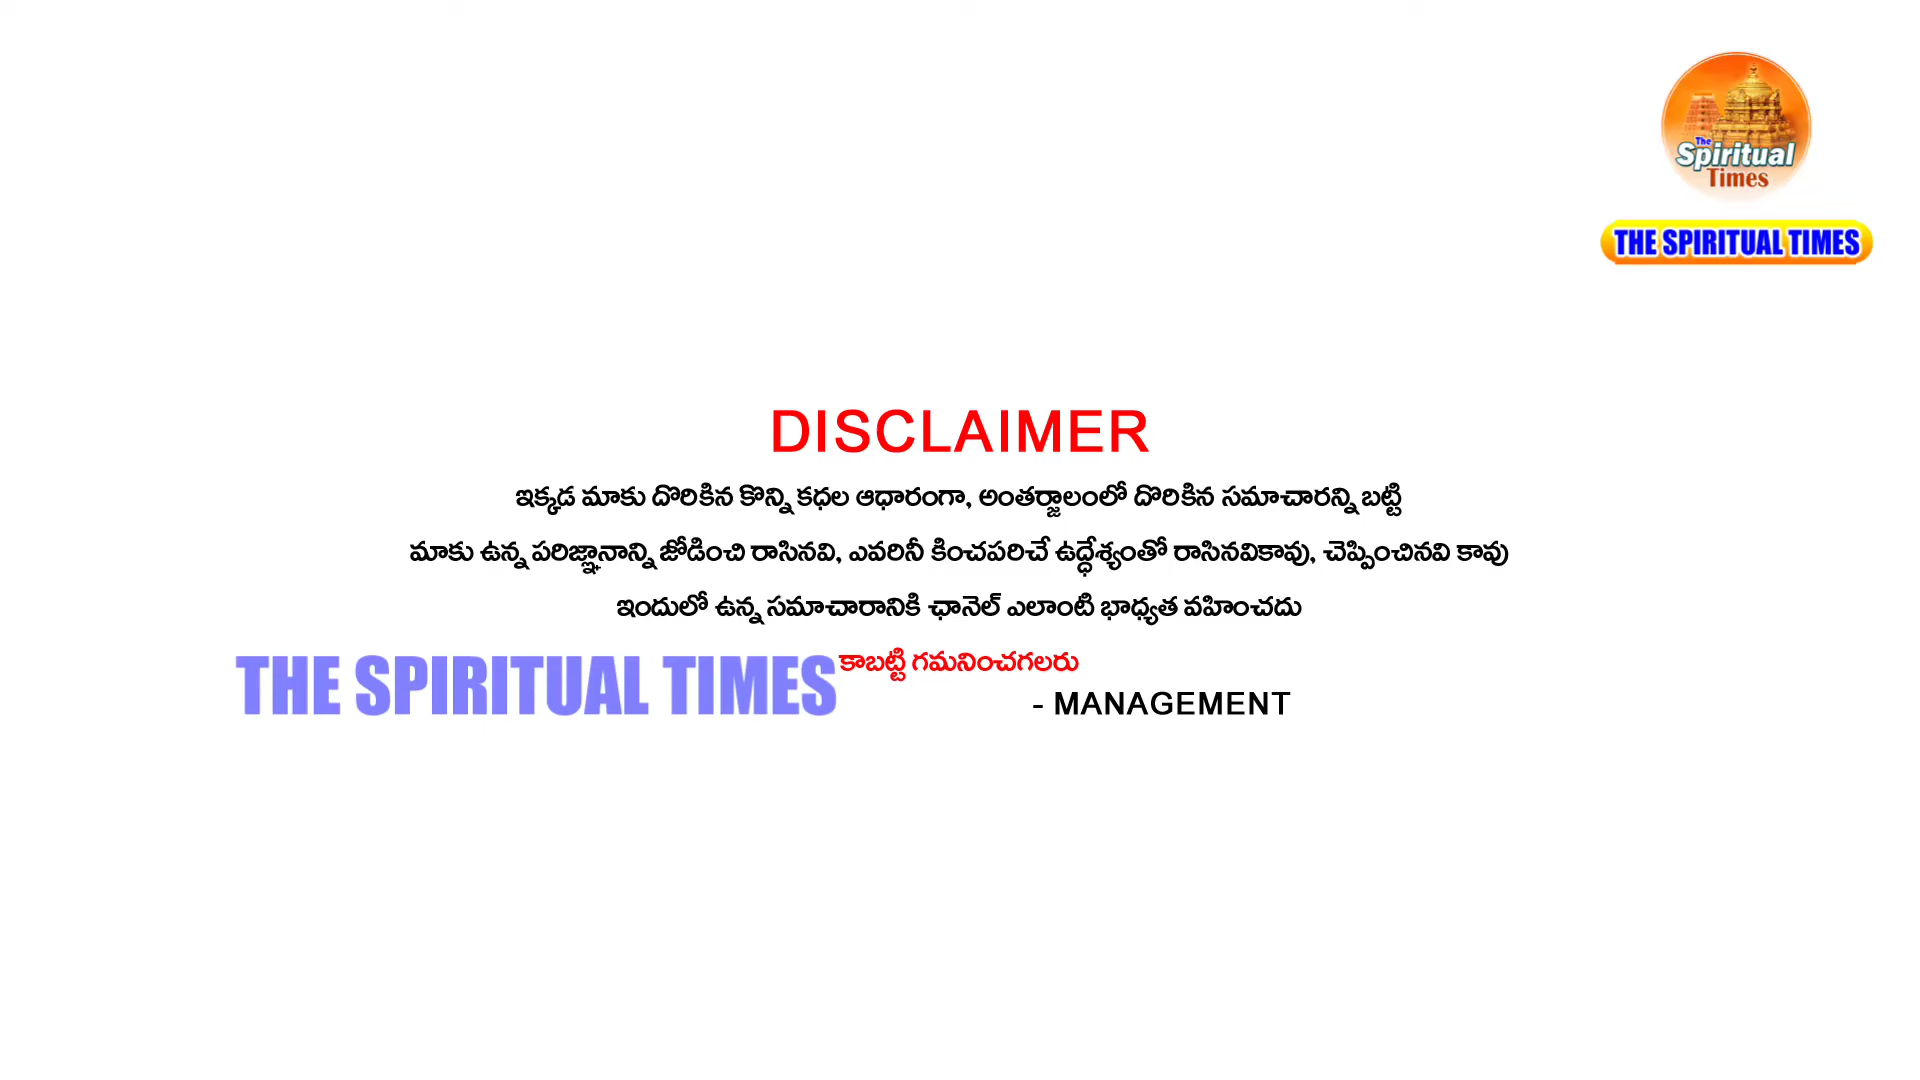 The
Spiritual
Times
THE SPIRITUAL TIMES
DISCLAIMER
ఇక్కడ మాకు దొరికిన కొన్ని కధల ఆధారంగా, అంతర్జాలంలో దొరికిన సమాచారన్ని బట్టి
మాకు ఉన్న పరిజ్ఞానాన్ని జోడించి రాసినవి, ఎవరినీ కించపరిచే ఉద్ధేశ్యంతో రాసినవికావు, చెప్పించినవి కావు
ఇందులో ఉన్న సమాచారానికి ఛానెల్ ఎలాంటి భాధ్యత వహించదు
కాబట్టి గమనించగలరు
THE SPIRITUAL TIMES
- MANAGEMENT